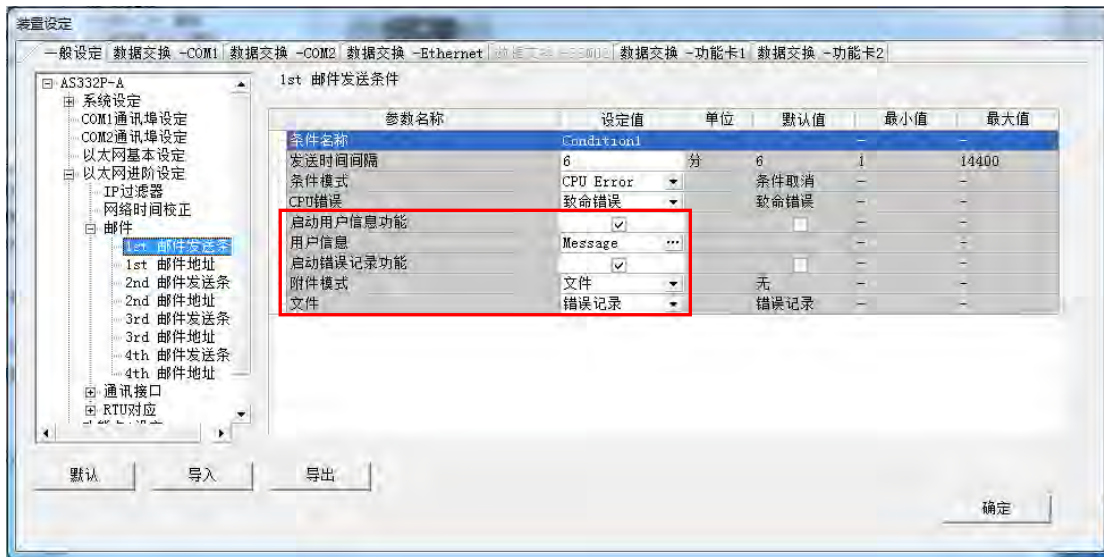 装置设定
一般设定 数据交换 -COM1 数据交换 -COM2 数据交换 -Ethernet 数据交换 -功能卡1 数据交换 -功能卡2
AS332P-A
系统设定
COM1通讯埠设定
COM2通讯埠设定
以太网基本设定
以太网进阶设定
IP过滤器
网络时间校正
邮件
1st 邮件发送条
1st 邮件地址
2nd 邮件发送条
2nd 邮件地址
3rd 邮件发送条
3rd 邮件地址
4th 邮件发送条
4th 邮件地址
通讯接口
RTU对应
1st 邮件发送条件
参数名称 设定值 单位 默认值 最小值 最大值
条件名称 Condition1 - -
发送时间间隔 6 分 6 1 14400
条件模式 CPU Error 条件取消 - -
CPU错误 致命错误 致命错误 - -
启动用户信息功能 - -
用户信息 Message ... - -
启动错误记录功能 - -
附件模式 文件 无 - -
文件 错误记录 错误记录 - -
默认 导入 导出
确定